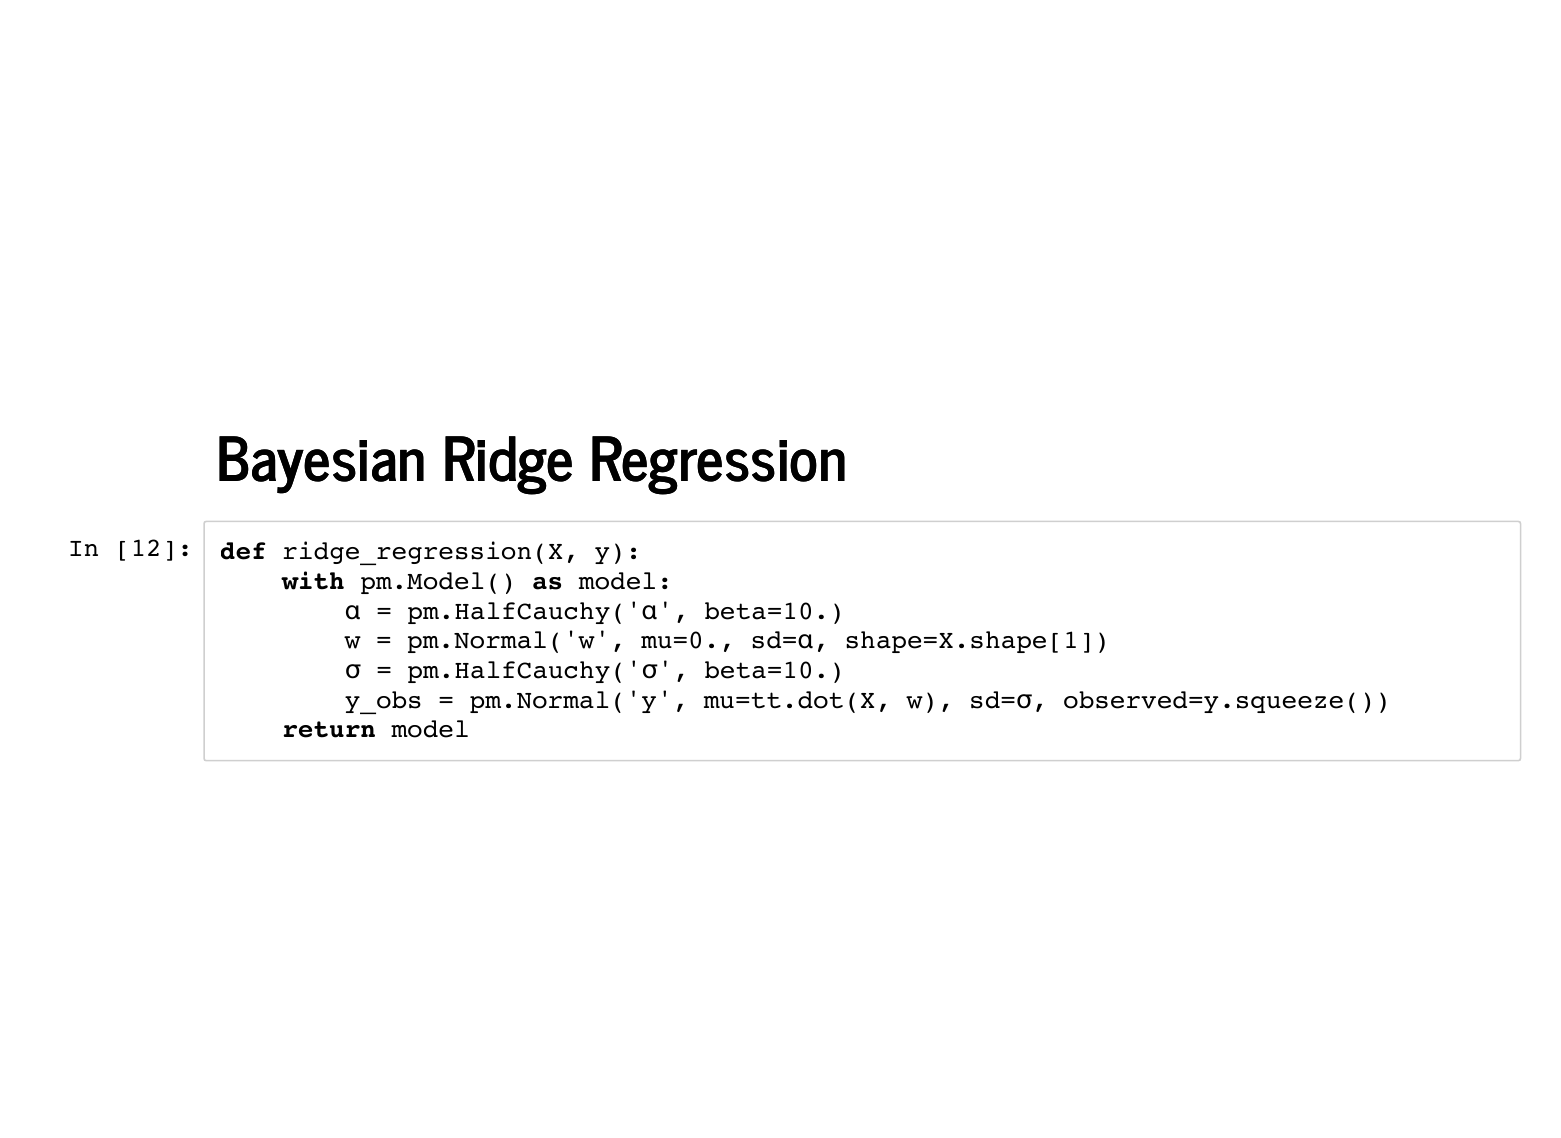 Bayesian Ridge Regression
In [12]:
def ridge_regression(X, y):
    with pm.Model() as model:
        α = pm.HalfCauchy('α', beta=10.)
        w = pm.Normal('w', mu=0., sd=α, shape=X.shape[1])
        σ = pm.HalfCauchy('σ', beta=10.)
        y_obs = pm.Normal('y', mu=tt.dot(X, w), sd=σ, observed=y.squeeze())
    return model